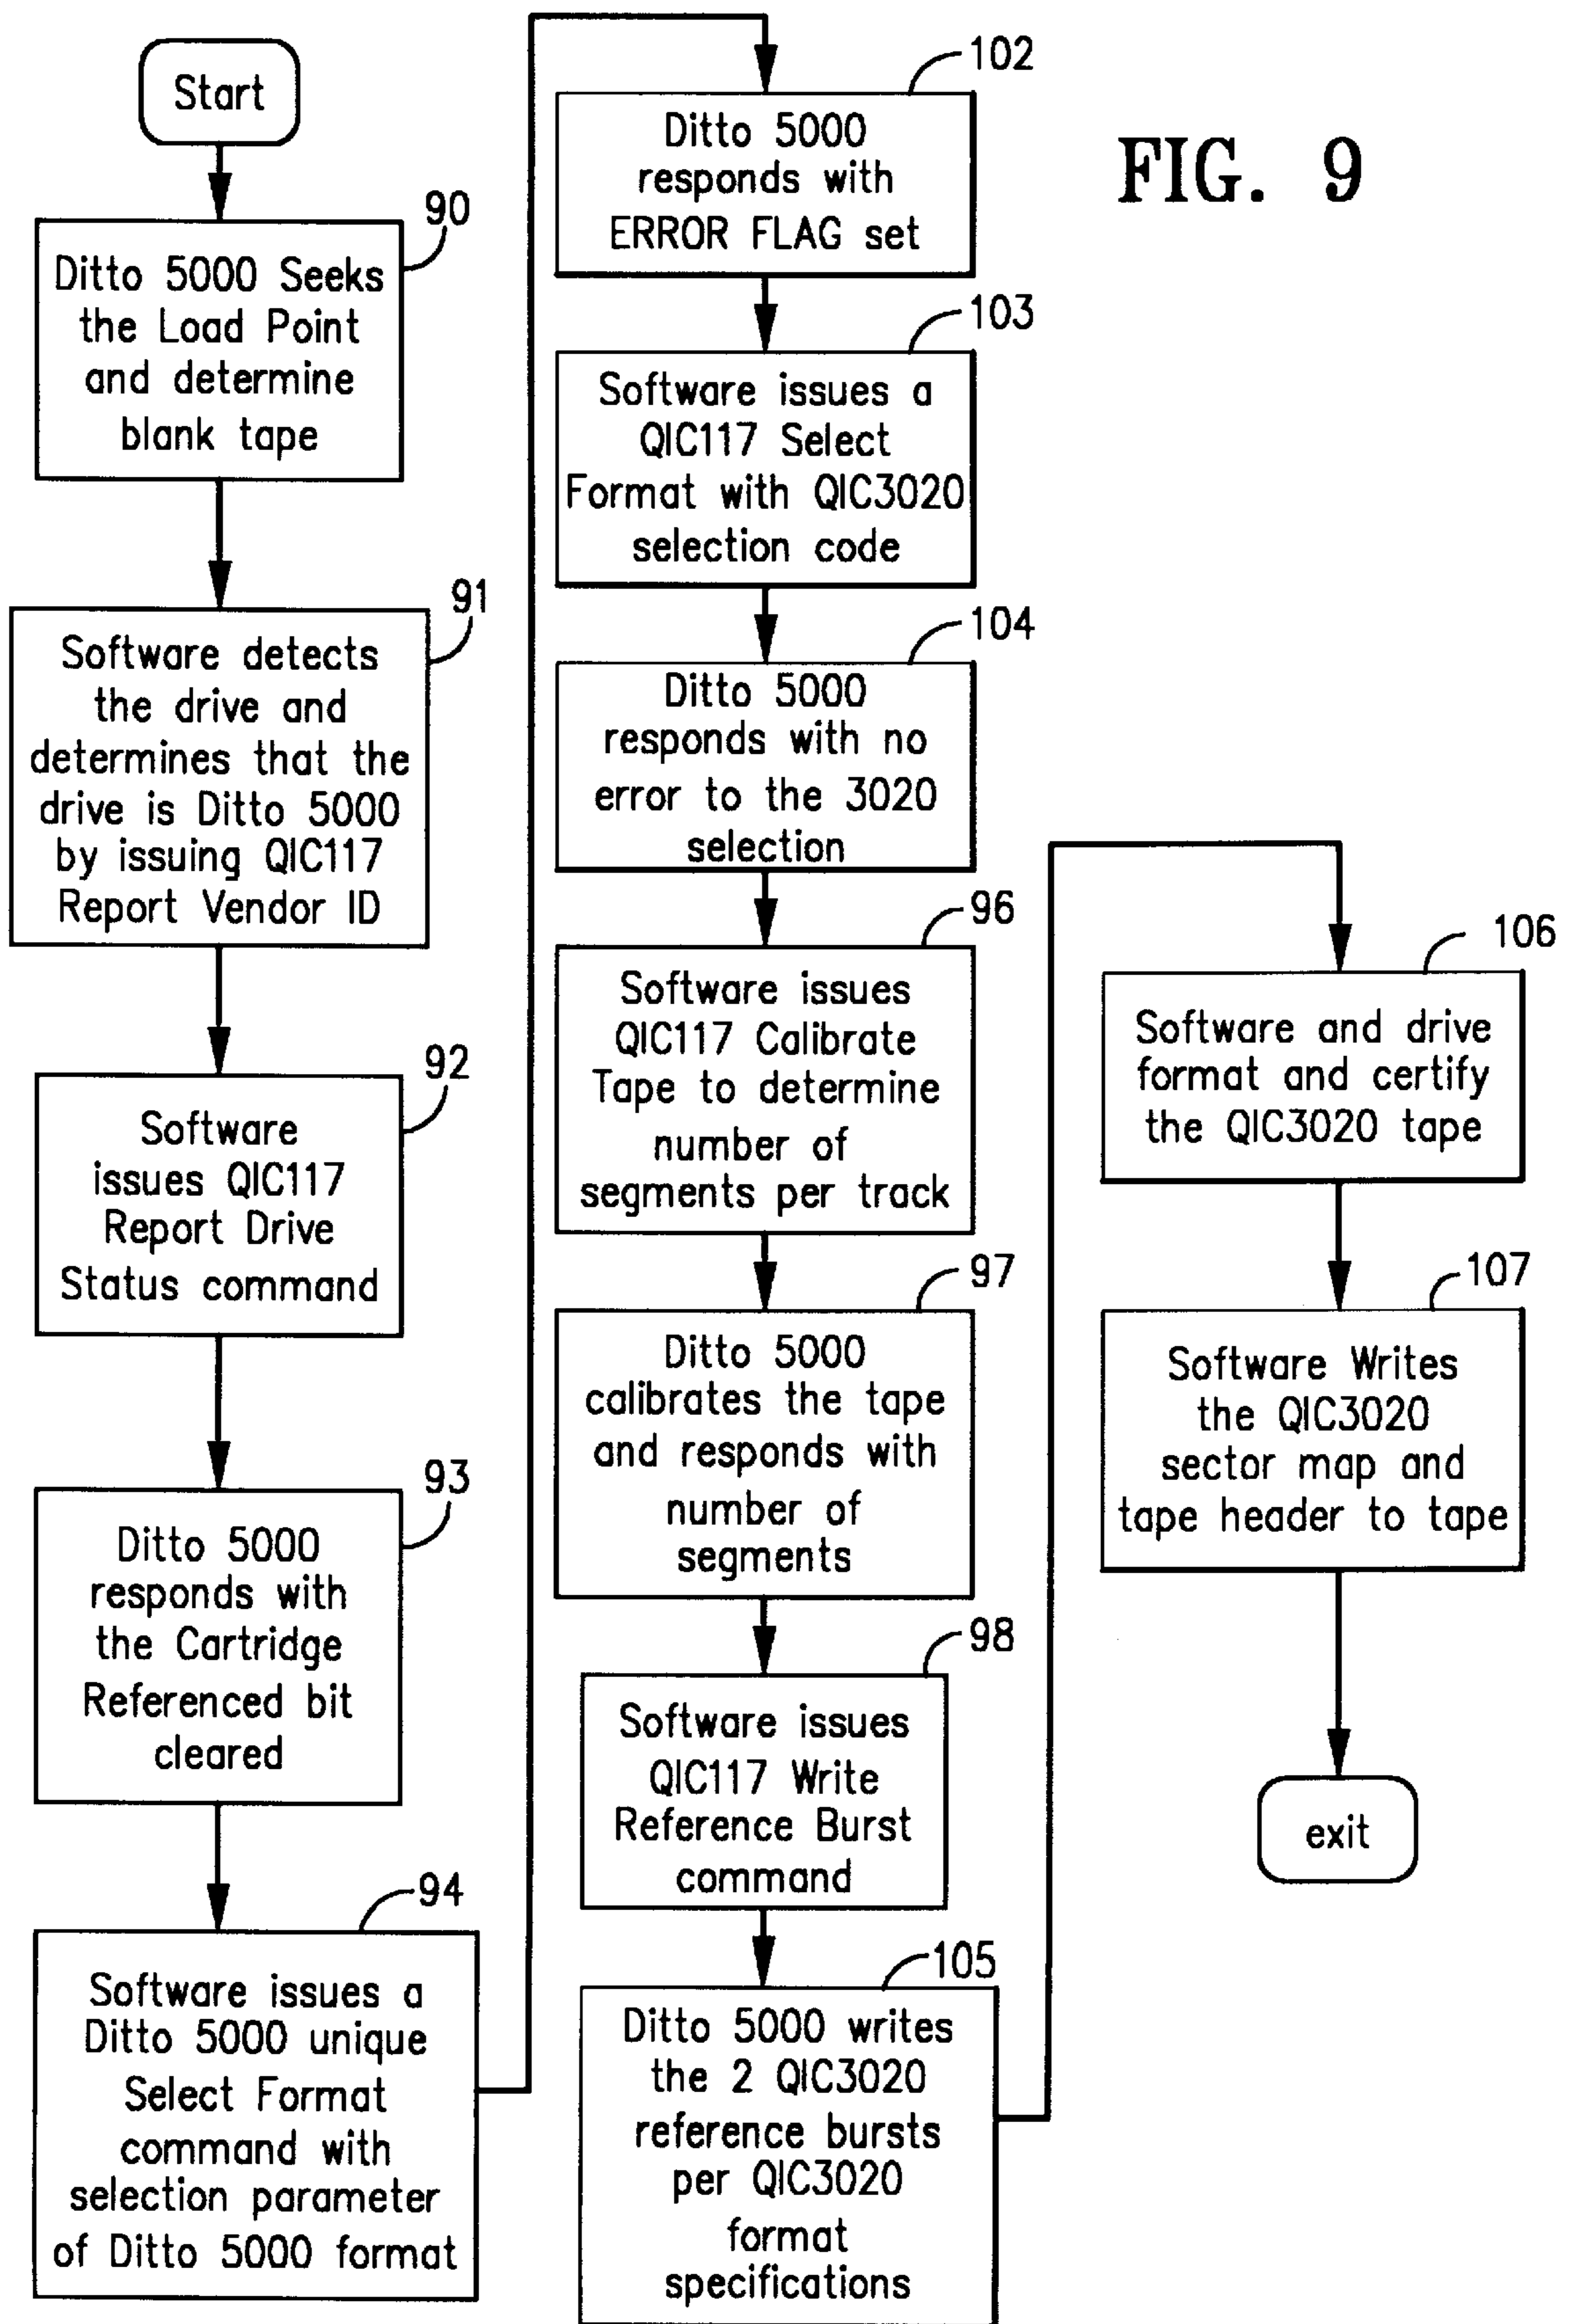 Start
90
Ditto 5000 Seeks
the Load Point
and determine
blank tape
91
Software detects
the drive and
determines that the
drive is Ditto 5000
by issuing QIC117
Report Vendor ID
92
Software
issues QIC117
Report Drive
Status command
93
Ditto 5000
responds with
the Cartridge
Referenced bit
cleared
94
Software issues a
Ditto 5000 unique
Select Format
command with
selection parameter
of Ditto 5000 format
102
Ditto 5000
responds with
ERROR FLAG set
103
Software issues a
QIC117 Select
Format with QIC3020
selection code
104
Ditto 5000
responds with no
error to the 3020
selection
96
Software issues
QIC117 Calibrate
Tape to determine
number of
segments per track
97
Ditto 5000
calibrates the tape
and responds with
number of
segments
98
Software issues
QIC117 Write
Reference Burst
command
105
Ditto 5000 writes
the 2 QIC3020
reference bursts
per QIC3020
format
specifications
FIG. 9
106
Software and drive
format and certify
the QIC3020 tape
107
Software Writes
the QIC3020
sector map and
tape header to tape
exit